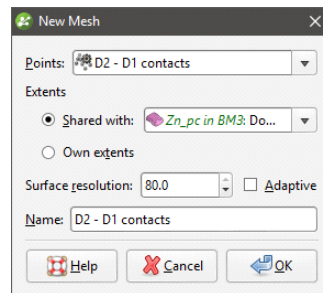 New Mesh
Points: D2 - D1 contacts
Extents
Shared with: Zn_pc in BM3: Do...
Own extents
Surface resolution: 80.0 Adaptive
Name: D2 - D1 contacts
Help Cancel OK